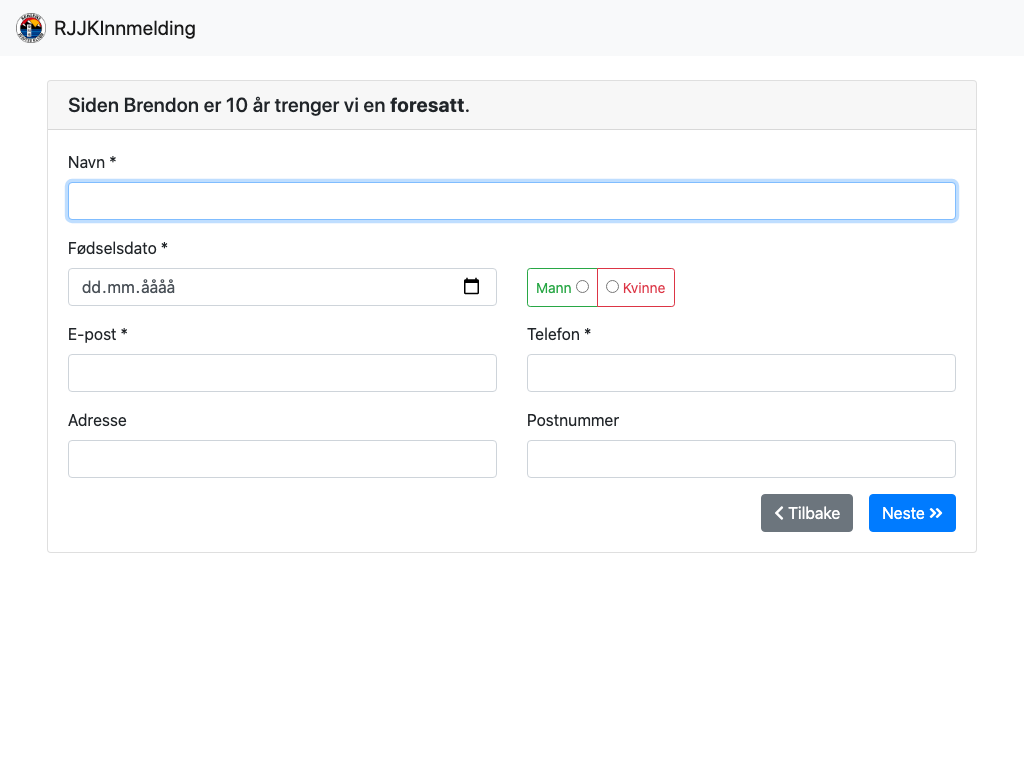 RJJKInnmelding
Siden Brendon er 10 år trenger vi en foresatt.
Navn *
Fødselsdato *
dd.mm.åååå
Mann
Kvinne
E-post *
Telefon *
Adresse
Postnummer
Tilbake
Neste